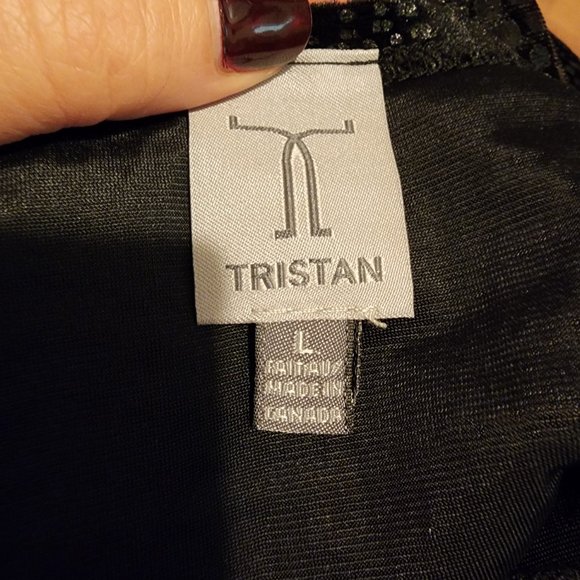 TRISTAN
L
FAIT AU/
MADE IN
CANADA